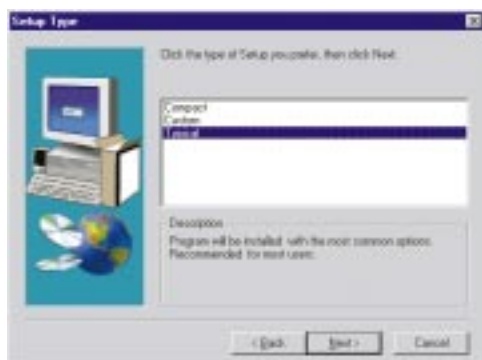 Setup Type
Click the type of Setup you prefer, then click Next.
Compact
Custom
Typical
Description
Program will be installed with the most common options.
Recommended for most users.
< Back
Next >
Cancel